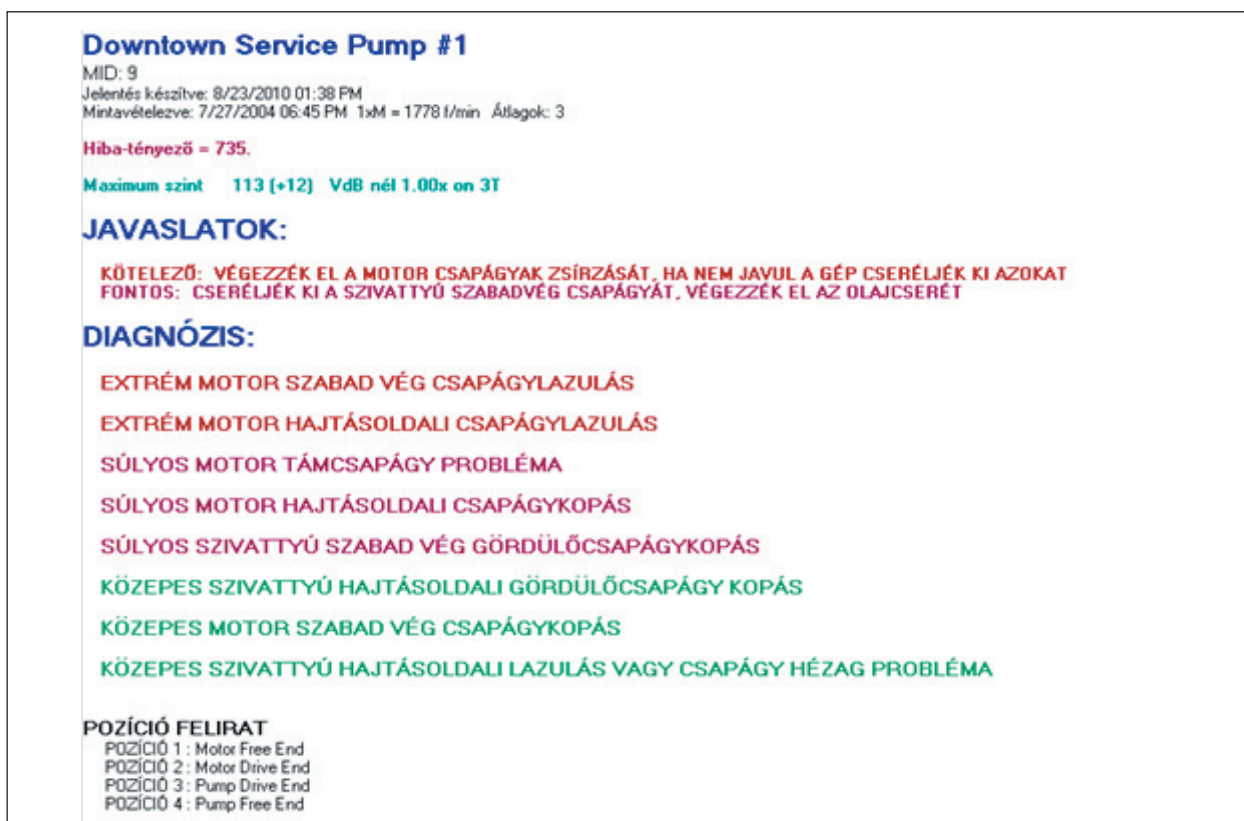 Downtown Service Pump #1
MID: 9
Jelentés készítve: 8/23/2010 01:38 PM
Mintavételezve: 7/27/2004 06:45 PM 1xM = 1778 f/min Átlagok: 3
Hiba-tényező = 735.
Maximum szint 113 (+12) VdB nél 1.00x on 3T
JAVASLATOK:
KÖTELEZŐ: VÉGEZZÉK EL A MOTOR CSAPÁGYAK ZSÍRZÁSÁT, HA NEM JAVUL A GÉP CSERÉLJÉK KI AZOKAT
FONTOS: CSERÉLJÉK KI A SZIVATTYÚ SZABADVÉG CSAPÁGYÁT, VÉGEZZÉK EL AZ OLAJCSERÉT
DIAGNÓZIS:
EXTRÉM MOTOR SZABAD VÉG CSAPÁGYLAZULÁS
EXTRÉM MOTOR HAJTÁSOLDALI CSAPÁGYLAZULÁS
SÚLYOS MOTOR TÁMCSAPÁGY PROBLÉMA
SÚLYOS MOTOR HAJTÁSOLDALI CSAPÁGYKOPÁS
SÚLYOS SZIVATTYÚ SZABAD VÉG GÖRDÜLŐCSAPÁGYKOPÁS
KÖZEPES SZIVATTYÚ HAJTÁSOLDALI GÖRDÜLŐCSAPÁGY KOPÁS
KÖZEPES MOTOR SZABAD VÉG CSAPÁGYKOPÁS
KÖZEPES SZIVATTYÚ HAJTÁSOLDALI LAZULÁS VAGY CSAPÁGY HÉZAG PROBLÉMA
POZÍCIÓ FELIRAT
POZÍCIÓ 1 : Motor Free End
POZÍCIÓ 2 : Motor Drive End
POZÍCIÓ 3 : Pump Drive End
POZÍCIÓ 4 : Pump Free End